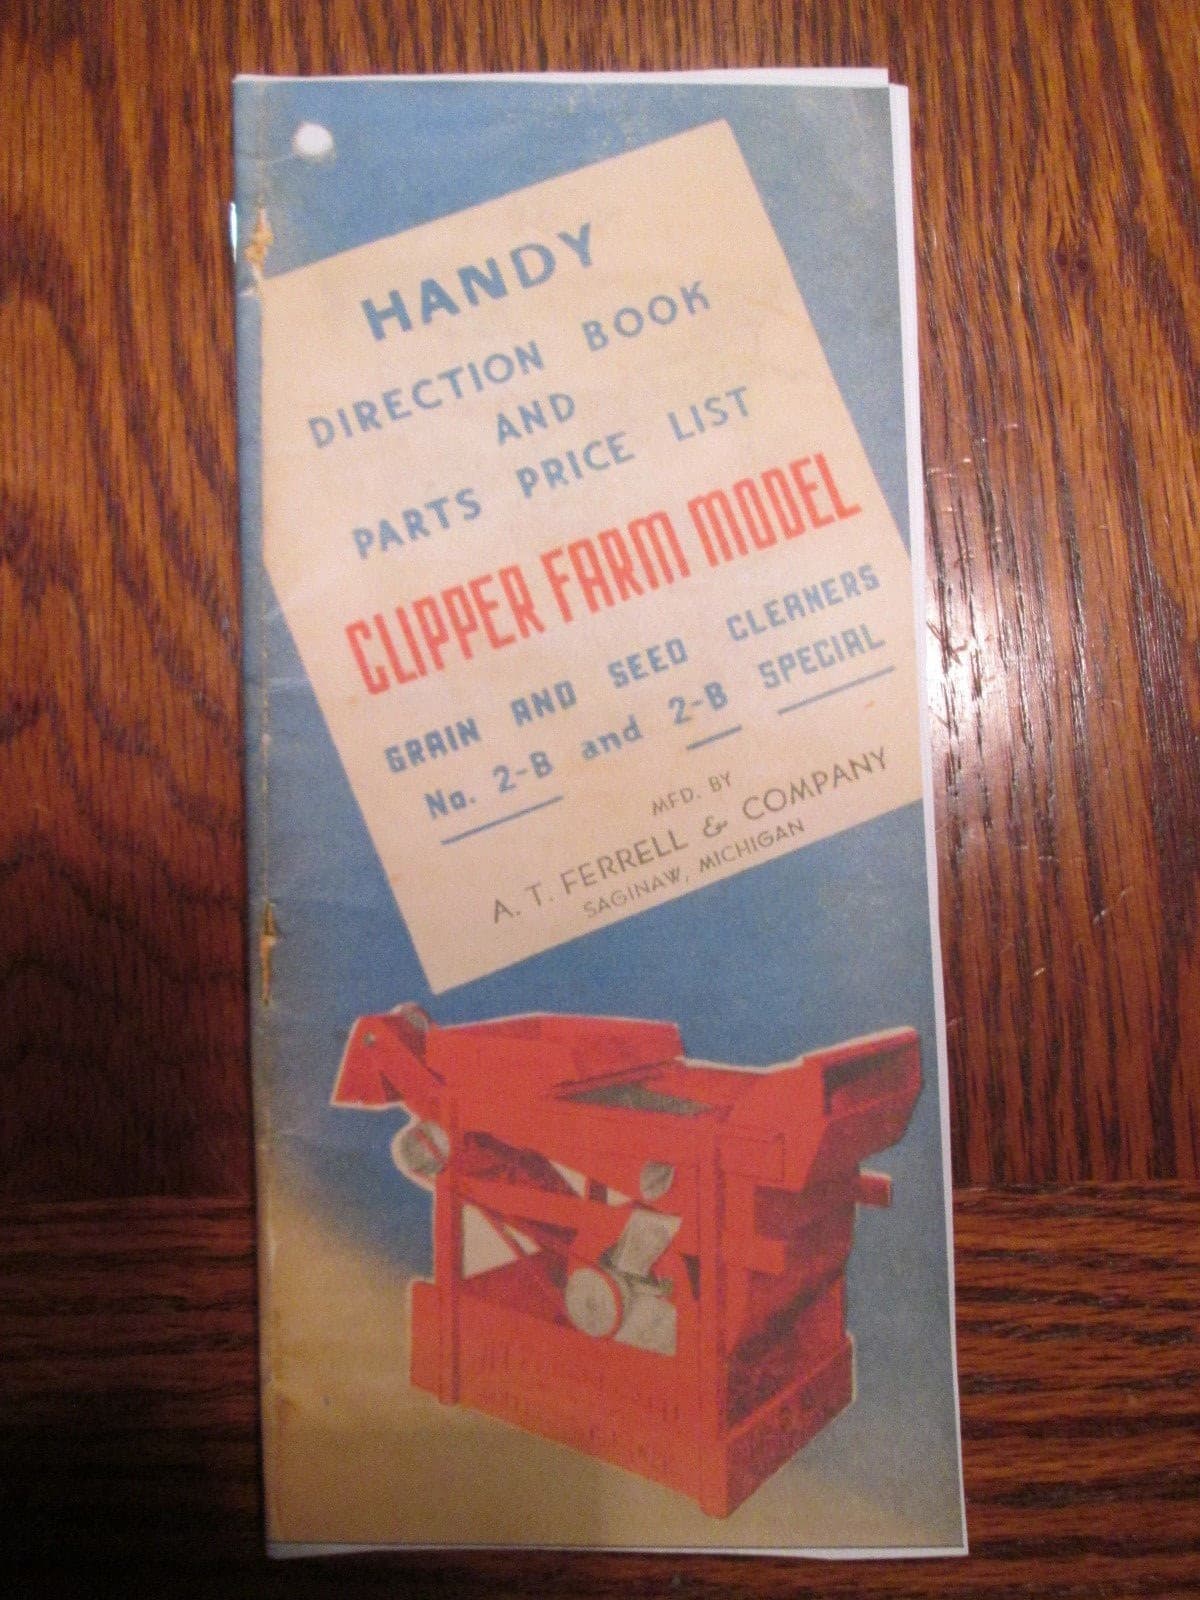 HANDY
DIRECTION BOOK
AND
PARTS PRICE LIST
CLIPPER FARM MODEL
GRAIN AND SEED CLEANERS
No. 2-B and 2-B SPECIAL
MFD. BY
A. T. FERRELL & COMPANY
SAGINAW, MICHIGAN